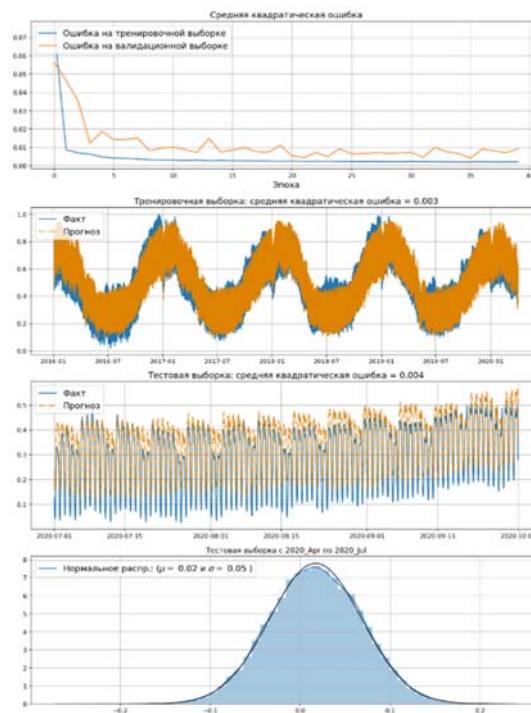 Средняя квадратическая ошибка
Ошибка на тренировочной выборке
Ошибка на валидационной выборке
0.07
0.06
0.05
0.04
0.03
0.02
0.01
0.00
0 5 10 15 20 25 30 35 40
Эпоха
Тренировочная выборка: средняя квадратическая ошибка = 0.003
Факт
Прогноз
1.0
0.8
0.6
0.4
0.2
0.0
2016-01 2016-07 2017-01 2017-07 2018-01 2018-07 2019-01 2019-07 2020-01
Тестовая выборка: средняя квадратическая ошибка = 0.004
Факт
Прогноз
0.5
0.4
0.3
0.2
0.1
2020-07-01 2020-07-15 2020-08-01 2020-08-15 2020-09-01 2020-09-15 2020-10-0
Тестовая выборка с 2020_Apr по 2020_Jul
Нормальное распр.: (μ = 0.02 и σ = 0.05 )
8
7
6
5
4
3
2
1
0
−0.2 −0.1 0.0 0.1 0.2